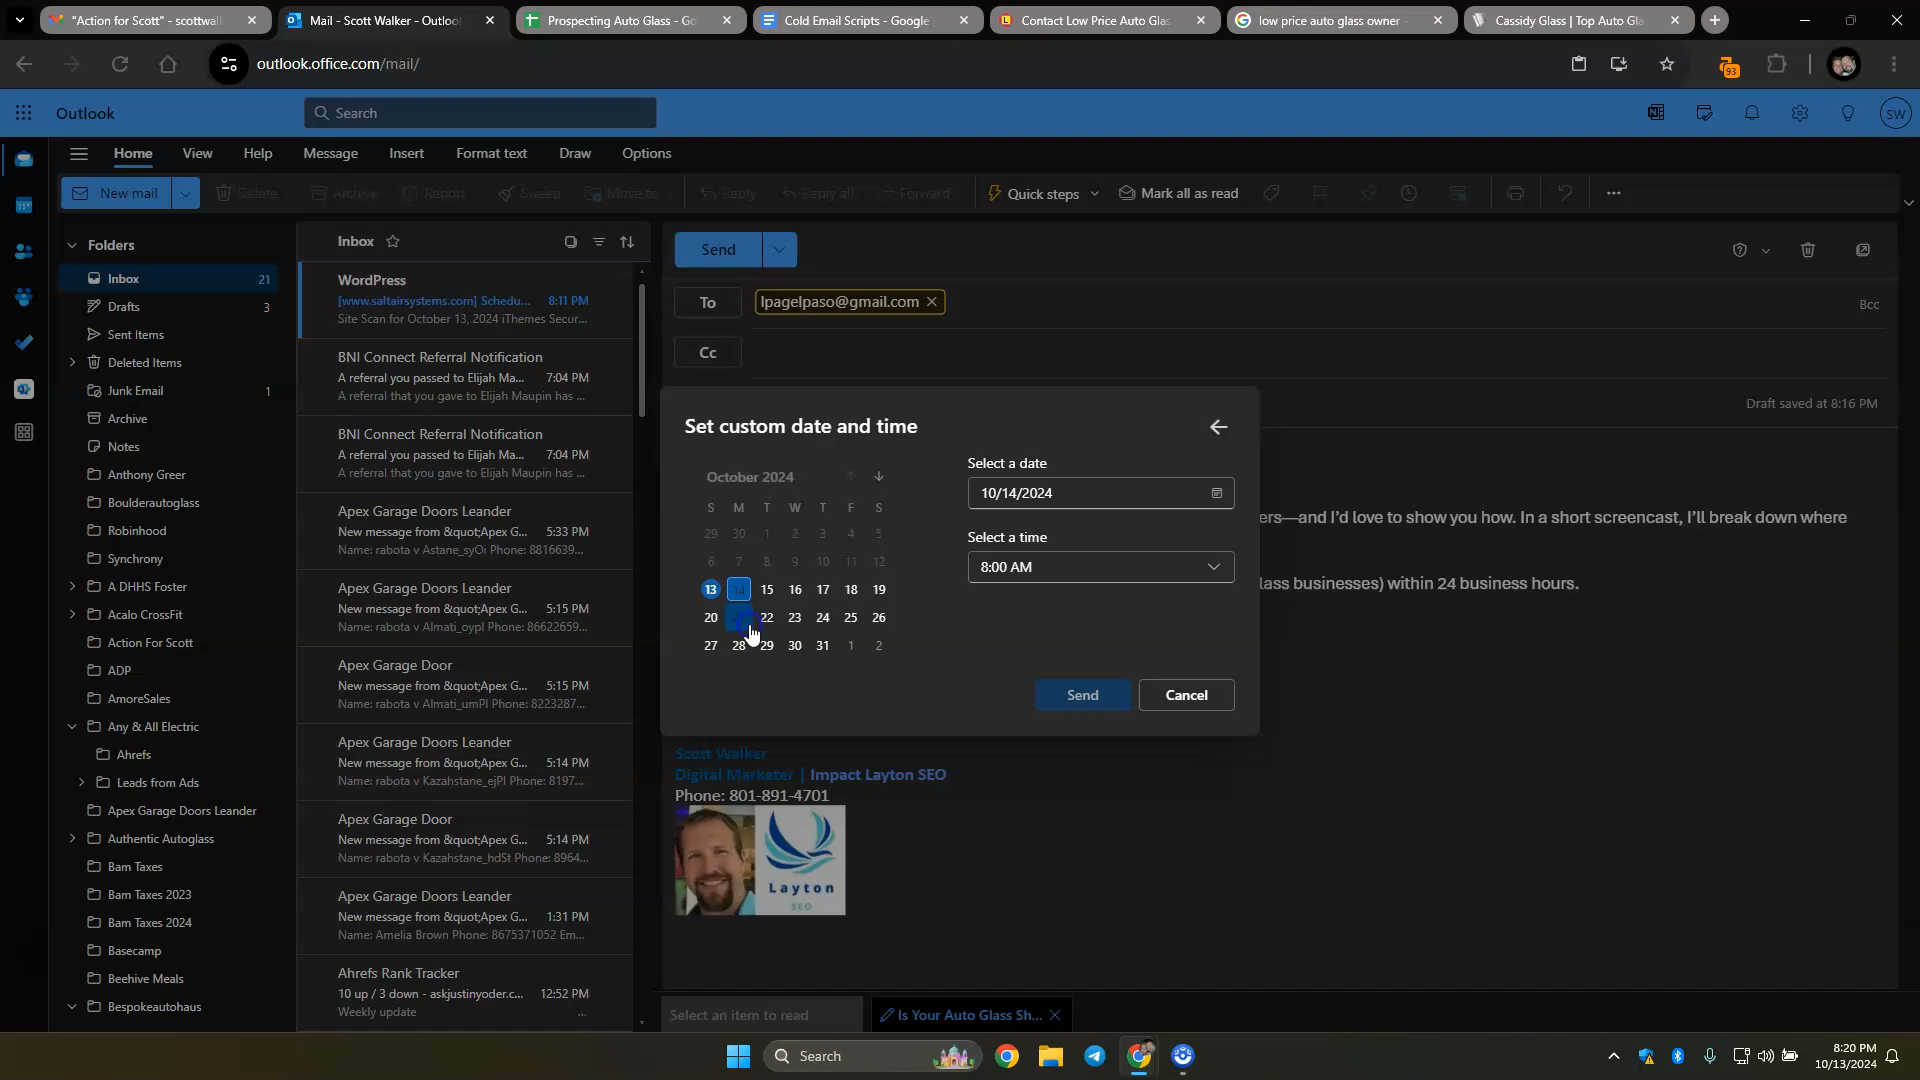 "Action for Scott" - scottwal
Mail - Scott Walker - Outloo
Prospecting Auto Glass - Go
Cold Email Scripts - Google
Contact Low Price Auto Glas
low price auto glass owner -
Cassidy Glass | Top Auto Gla
outlook.office.com/mail/
93
Outlook
Search
SW
Home
View
Help
Message
Insert
Format text
Draw
Options
New mail
Delete
Archive
Report
Sweep
Move to
Reply
Reply all
Forward
Quick steps
Mark all as read
Folders
Inbox 21
Drafts 3
Sent Items
Deleted Items
Junk Email 1
Archive
Notes
Anthony Greer
Boulderautoglass
Robinhood
Synchrony
A DHHS Foster
Acalo CrossFit
Action For Scott
ADP
AmoreSales
Any & All Electric
Ahrefs
Leads from Ads
Apex Garage Doors Leander
Authentic Autoglass
Bam Taxes
Bam Taxes 2023
Bam Taxes 2024
Basecamp
Beehive Meals
Bespokeautohaus
Inbox
WordPress
[www.saltairsystems.com] Schedu... 8:11 PM
Site Scan for October 13, 2024 iThemes Secur...
BNI Connect Referral Notification
A referral you passed to Elijah Ma... 7:04 PM
A referral that you gave to Elijah Maupin has ...
BNI Connect Referral Notification
A referral you passed to Elijah Ma... 7:04 PM
A referral that you gave to Elijah Maupin has ...
Apex Garage Doors Leander
New message from &quot;Apex G... 5:33 PM
Name: rabota v Astane_syOi Phone: 8816639...
Apex Garage Doors Leander
New message from &quot;Apex G... 5:15 PM
Name: rabota v Almati_oypl Phone: 86622659...
Apex Garage Door
New message from &quot;Apex G... 5:15 PM
Name: rabota v Almati_umPl Phone: 8223287...
Apex Garage Doors Leander
New message from &quot;Apex G... 5:14 PM
Name: rabota v Kazahstane_ejPl Phone: 8197...
Apex Garage Door
New message from &quot;Apex G... 5:14 PM
Name: rabota v Kazahstane_hdSt Phone: 8964...
Apex Garage Doors Leander
New message from &quot;Apex G... 1:31 PM
Name: Amelia Brown Phone: 8675371052 Em...
Ahrefs Rank Tracker
10 up / 3 down - askjustinyoder.c... 12:52 PM
Weekly update ...
Send
To
lpagelpaso@gmail.com
Bcc
Cc
Draft saved at 8:16 PM
Set custom date and time
October 2024
S M T W T F S
29 30 1 2 3 4 5
6 7 8 9 10 11 12
13 14 15 16 17 18 19
20 22 23 24 25 26
27 28 29 30 31 1 2
Select a date
10/14/2024
Select a time
8:00 AM
Send
Cancel
ers—and I'd love to show you how. In a short screencast, I'll break down where
lass businesses) within 24 business hours.
Scott Walker
Digital Marketer | Impact Layton SEO
Phone: 801-891-4701
Layton
SEO
Select an item to read
Is Your Auto Glass Sh...
Search
8:20 PM
10/13/2024